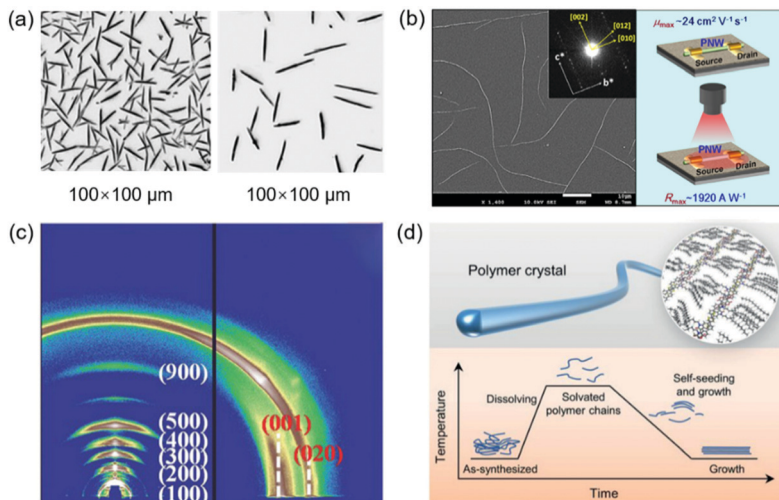 (a)
100×100 µm
100×100 µm
(b)
[002]
[012]
[010]
c*
b*
μmax ~24 cm² V⁻¹ s⁻¹
PNW
Source
Drain
PNW
Source
Drain
Rmax~1920 A W⁻¹
(c)
(900)
(500)
(400)
(300)
(200)
(100)
(001)
(020)
(d)
Polymer crystal
Temperature
Dissolving
Solvated
polymer chains
Self-seeding
and growth
As-synthesized
Growth
Time